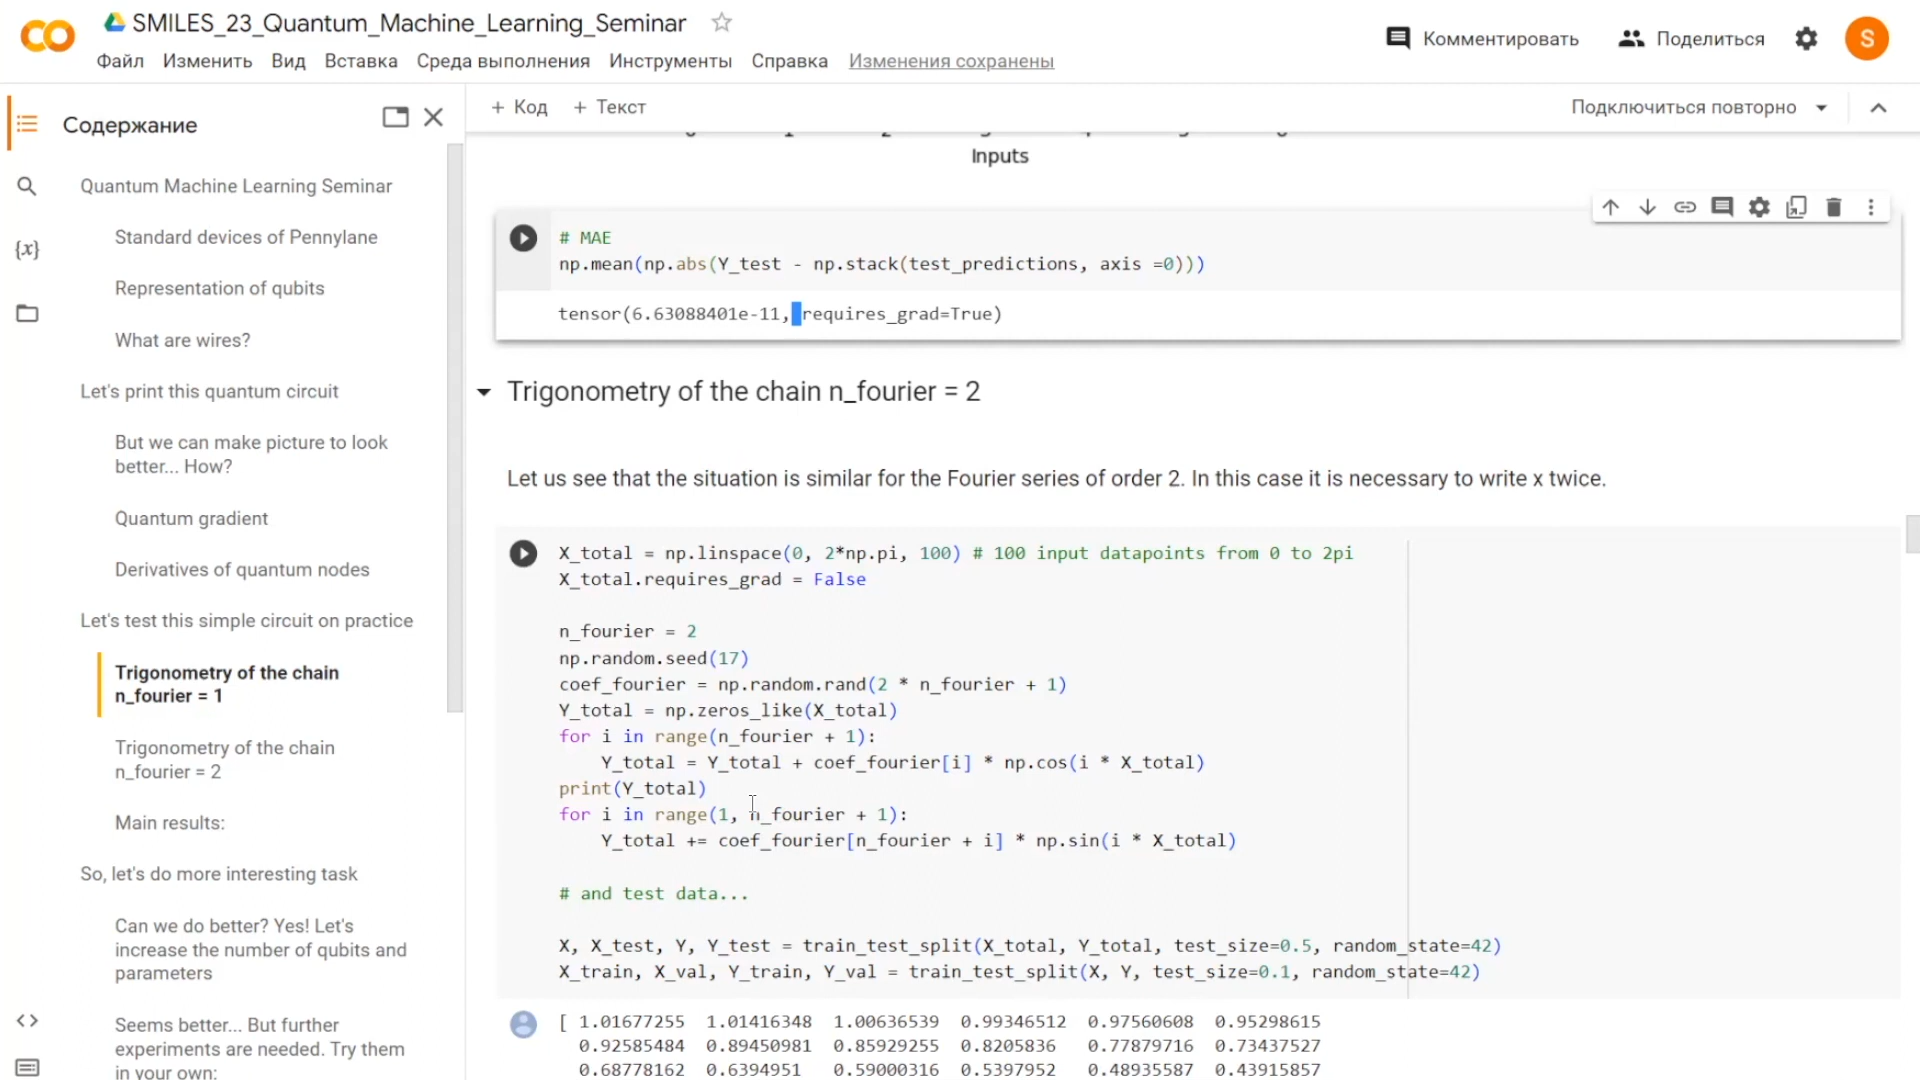 SMILES_23_Quantum_Machine_Learning_Seminar
Файл Изменить Вид Вставка Среда выполнения Инструменты Справка Изменения сохранены
Комментировать
Поделиться
S
Содержание
+ Код + Текст
Подключиться повторно
{x}
Quantum Machine Learning Seminar
Standard devices of Pennylane
Representation of qubits
What are wires?
Let's print this quantum circuit
But we can make picture to look
better... How?
Quantum gradient
Derivatives of quantum nodes
Let's test this simple circuit on practice
Trigonometry of the chain
n_fourier = 1
Trigonometry of the chain
n_fourier = 2
Main results:
So, let's do more interesting task
Can we do better? Yes! Let's
increase the number of qubits and
parameters
Seems better... But further
experiments are needed. Try them
in your own:
Inputs
# MAE
np.mean(np.abs(Y_test - np.stack(test_predictions, axis =0)))
tensor(6.63088401e-11, requires_grad=True)
Trigonometry of the chain n_fourier = 2
Let us see that the situation is similar for the Fourier series of order 2. In this case it is necessary to write x twice.
X_total = np.linspace(0, 2*np.pi, 100) # 100 input datapoints from 0 to 2pi
X_total.requires_grad = False
n_fourier = 2
np.random.seed(17)
coef_fourier = np.random.rand(2 * n_fourier + 1)
Y_total = np.zeros_like(X_total)
for i in range(n_fourier + 1):
    Y_total = Y_total + coef_fourier[i] * np.cos(i * X_total)
print(Y_total)
for i in range(1, n_fourier + 1):
    Y_total += coef_fourier[n_fourier + i] * np.sin(i * X_total)
# and test data...
X, X_test, Y, Y_test = train_test_split(X_total, Y_total, test_size=0.5, random_state=42)
X_train, X_val, Y_train, Y_val = train_test_split(X, Y, test_size=0.1, random_state=42)
[ 1.01677255 1.01416348 1.00636539 0.99346512 0.97560608 0.95298615
0.92585484 0.89450981 0.85929255 0.8205836 0.77879716 0.73437527
0.68778162 0.6394951 0.59000316 0.5397952 0.48935587 0.43915857